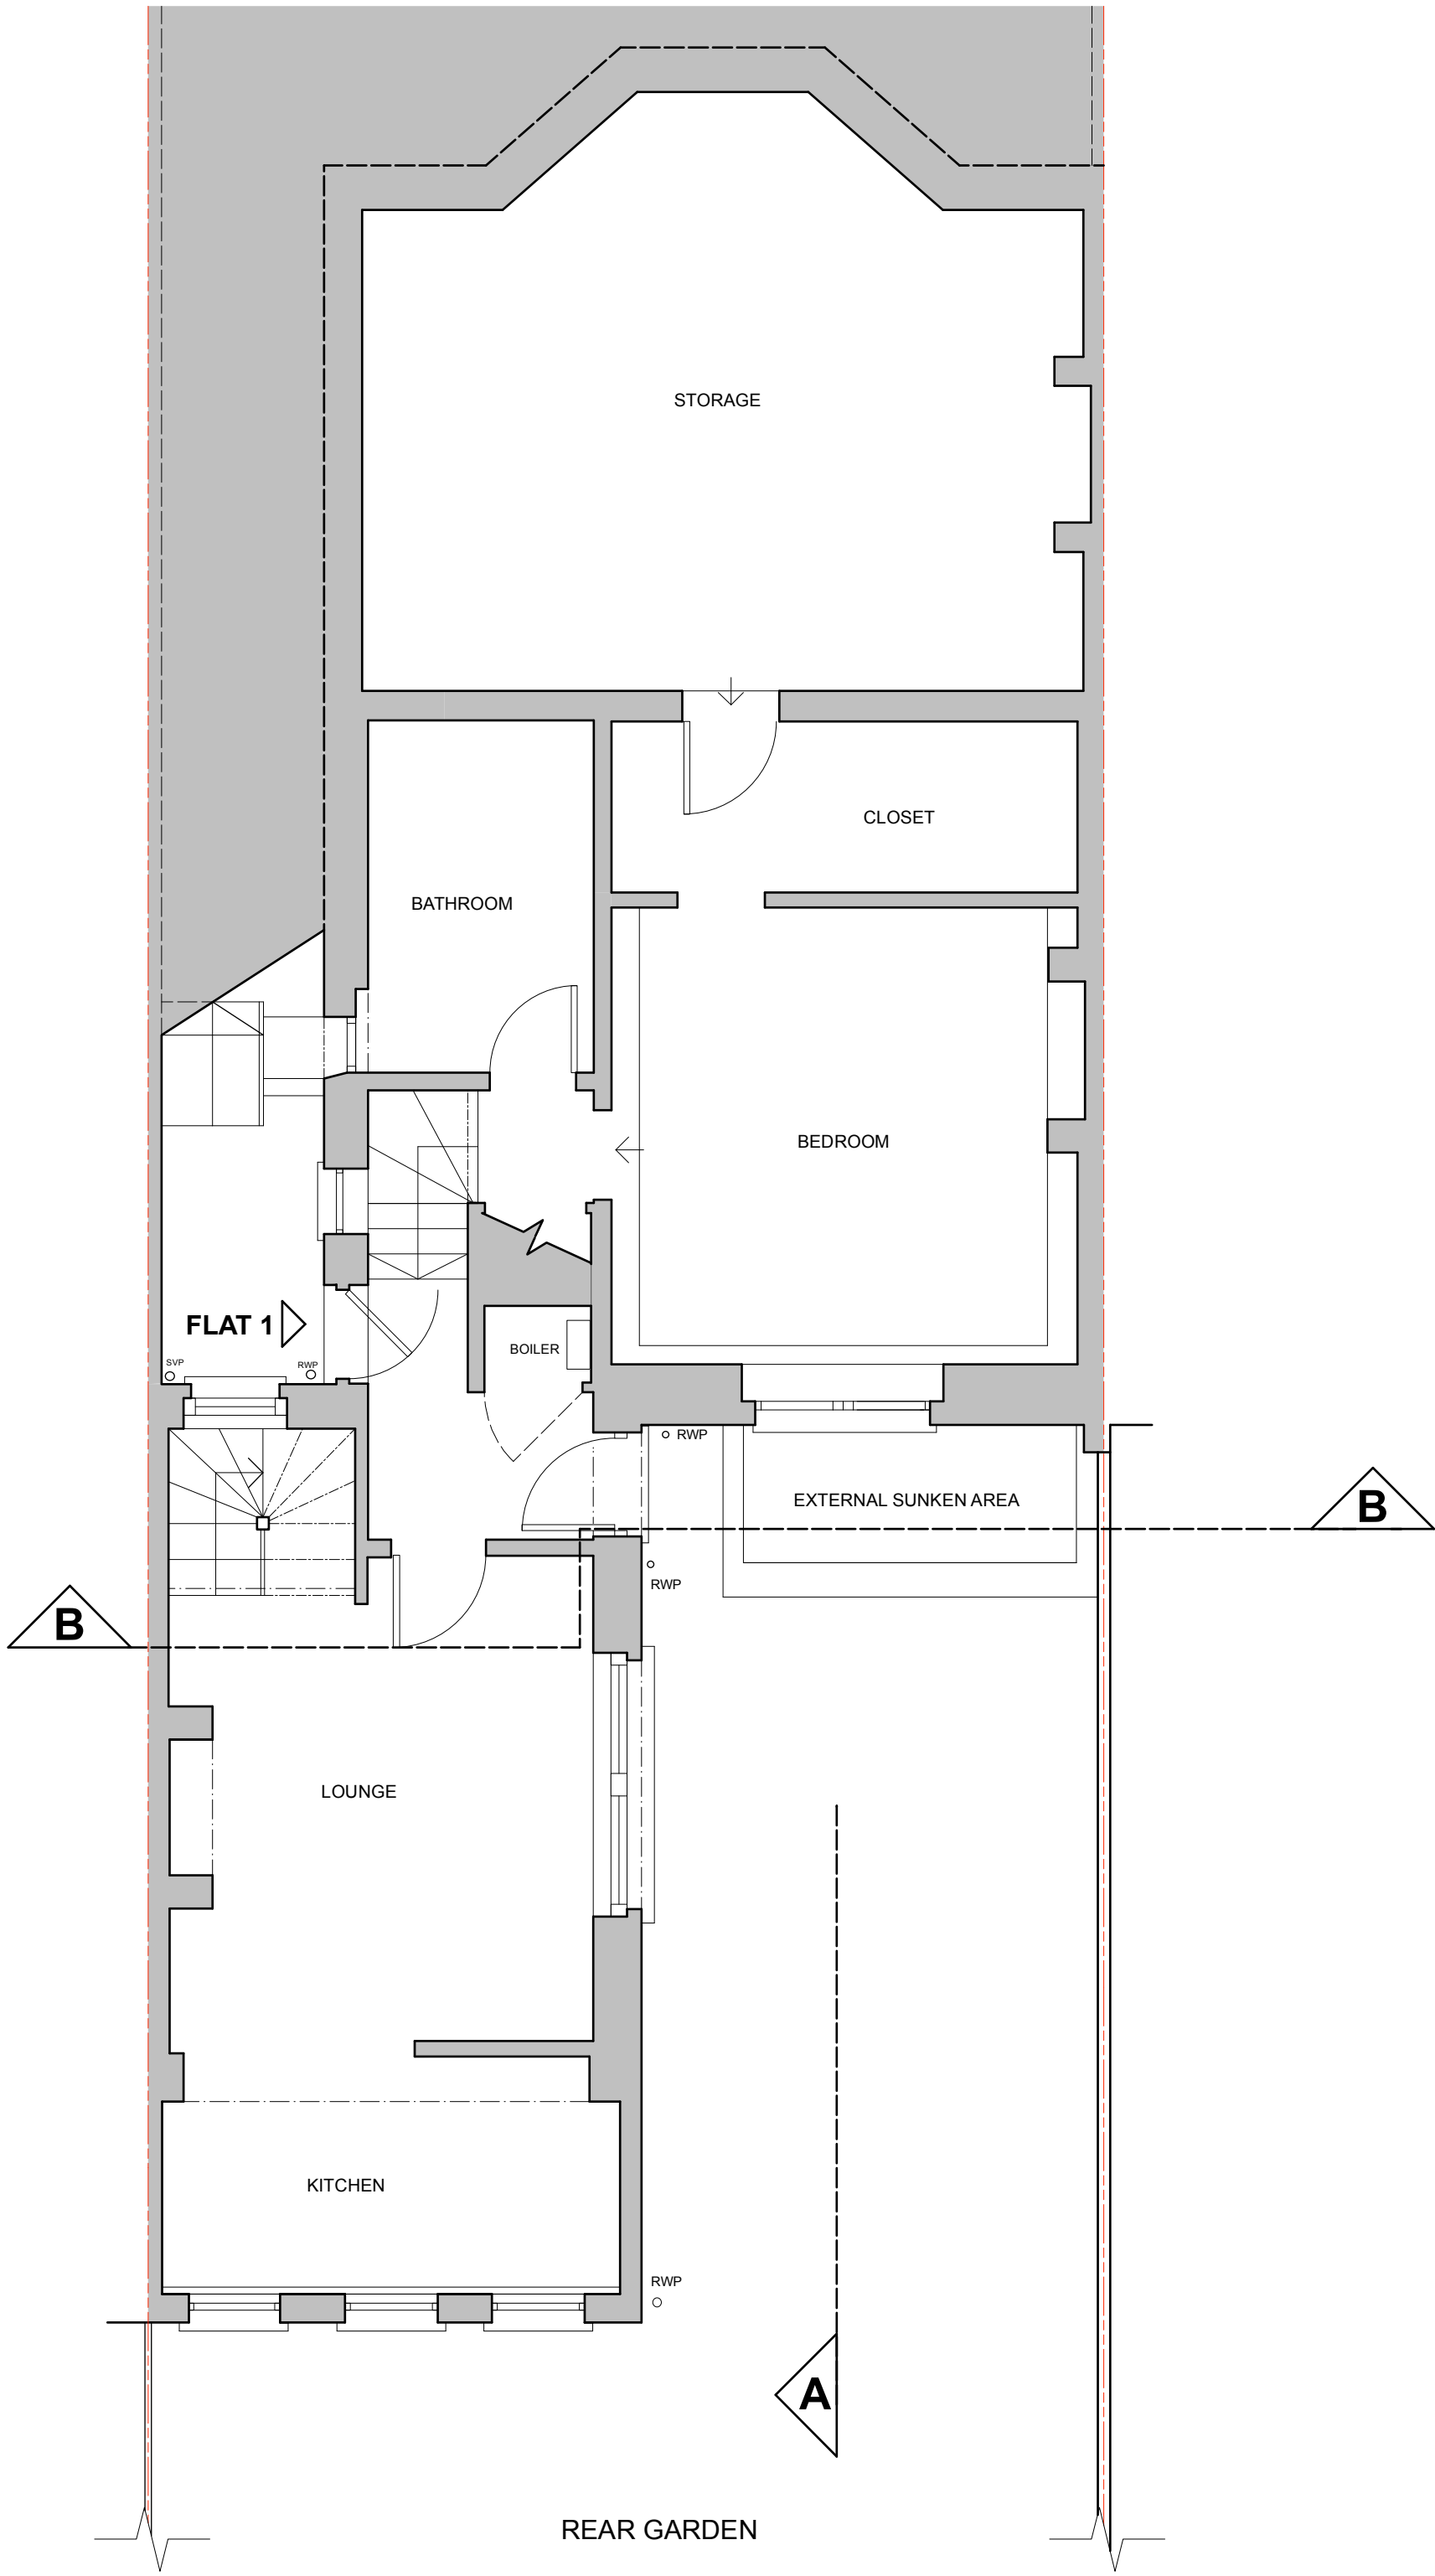 STORAGE
CLOSET
BATHROOM
BEDROOM
FLAT 1
BOILER
SVP
RWP
RWP
EXTERNAL SUNKEN AREA
B
RWP
B
LOUNGE
KITCHEN
RWP
A
REAR GARDEN